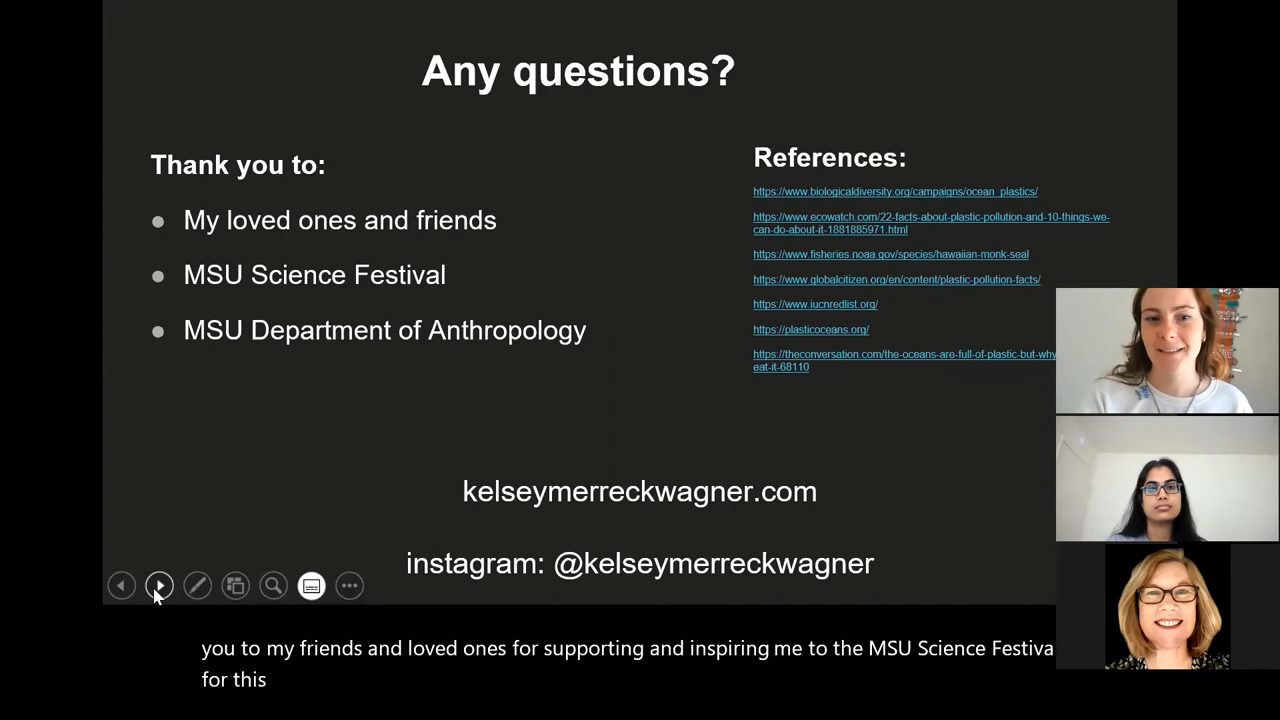 Any questions?
Thank you to:
My loved ones and friends
MSU Science Festival
MSU Department of Anthropology
References:
https://www.biologicaldiversity.org/campaigns/ocean_plastics/
https://www.ecowatch.com/22-facts-about-plastic-pollution-and-10-things-we-
can-do-about-it-1881885971.html
https://www.fisheries.noaa.gov/species/hawaiian-monk-seal
https://www.globalcitizen.org/en/content/plastic-pollution-facts/
https://www.iucnredlist.org/
https://plasticoceans.org/
https://theconversation.com/the-oceans-are-full-of-plastic-but-why
eat-it-68110
kelseymerreckwagner.com
instagram: @kelseymerreckwagner
you to my friends and loved ones for supporting and inspiring me to the MSU Science Festiva
for this